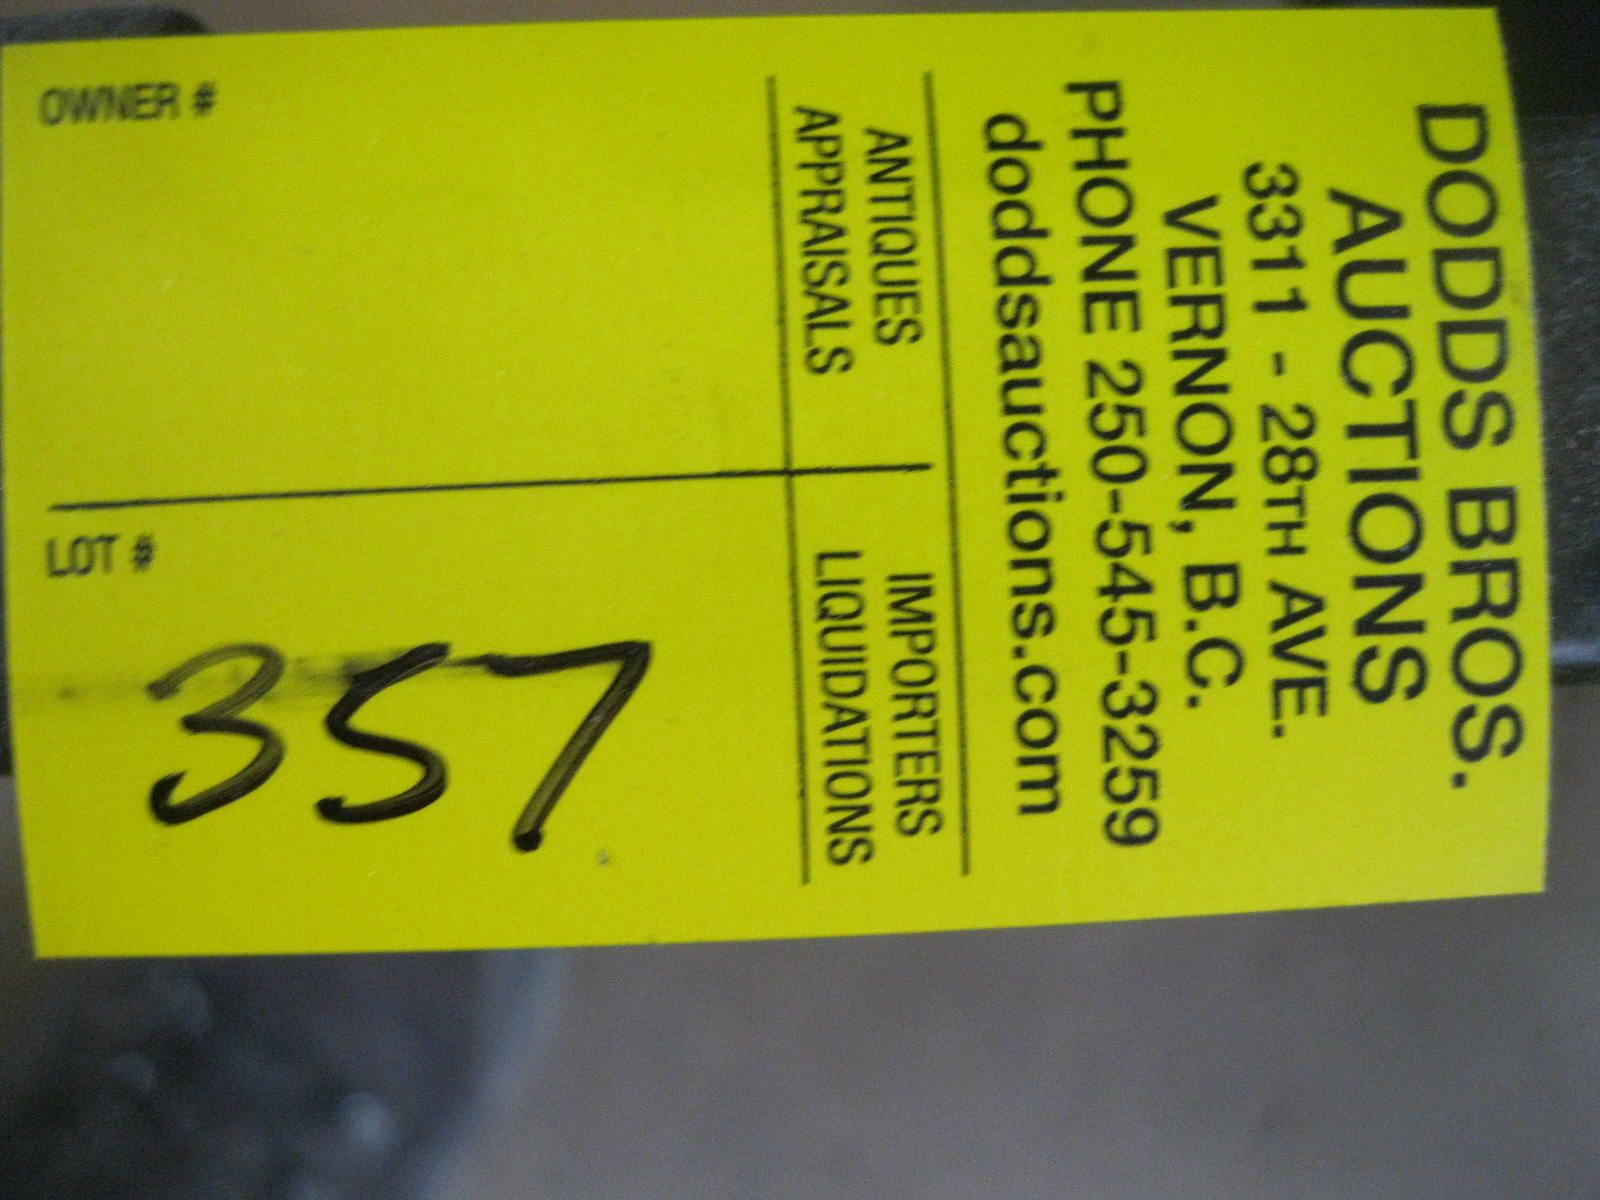 DODDS BROS.
AUCTIONS
3311 - 28TH AVE.
VERNON, B.C.
PHONE 250-545-3259
doddsauctions.com
ANTIQUES
APPRAISALS
IMPORTERS
LIQUIDATIONS
OWNER #
LOT #
357